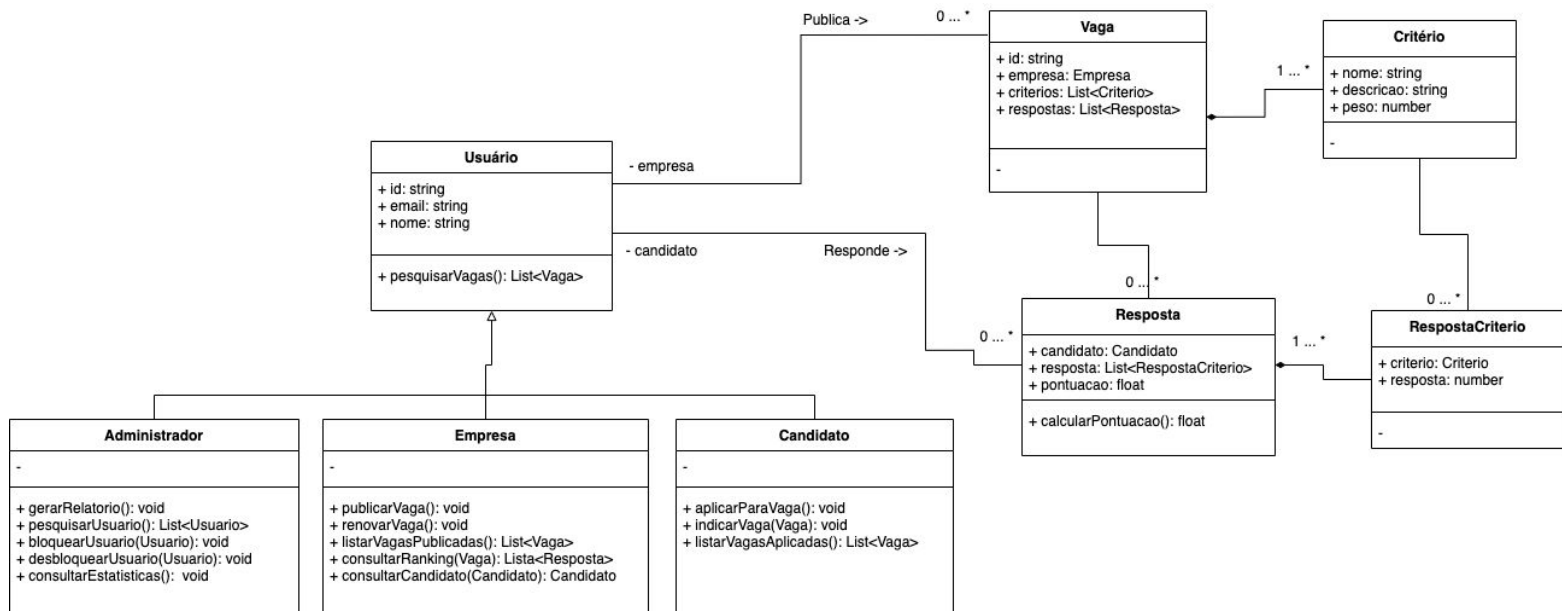 Publica ->
0 ... *
Vaga
+ id: string
+ empresa: Empresa
+ criterios: List<Criterio>
+ respostas: List<Resposta>
-
1 ... *
Critério
+ nome: string
+ descricao: string
+ peso: number
-
Usuário
+ id: string
+ email: string
+ nome: string
+ pesquisarVagas(): List<Vaga>
- empresa
- candidato
Responde ->
0 ... *
0 ... *
0 ... *
Resposta
+ candidato: Candidato
+ resposta: List<RespostaCriterio>
+ pontuacao: float
+ calcularPontuacao(): float
1 ... *
RespostaCriterio
+ criterio: Criterio
+ resposta: number
-
Administrador
-
+ gerarRelatorio(): void
+ pesquisarUsuario(): List<Usuario>
+ bloquearUsuario(Usuario): void
+ desbloquearUsuario(Usuario): void
+ consultarEstatisticas():  void
Empresa
-
+ publicarVaga(): void
+ renovarVaga(): void
+ listarVagasPublicadas(): List<Vaga>
+ consultarRanking(Vaga): Lista<Resposta>
+ consultarCandidato(Candidato): Candidato
Candidato
-
+ aplicarParaVaga(): void
+ indicarVaga(Vaga): void
+ listarVagasAplicadas(): List<Vaga>